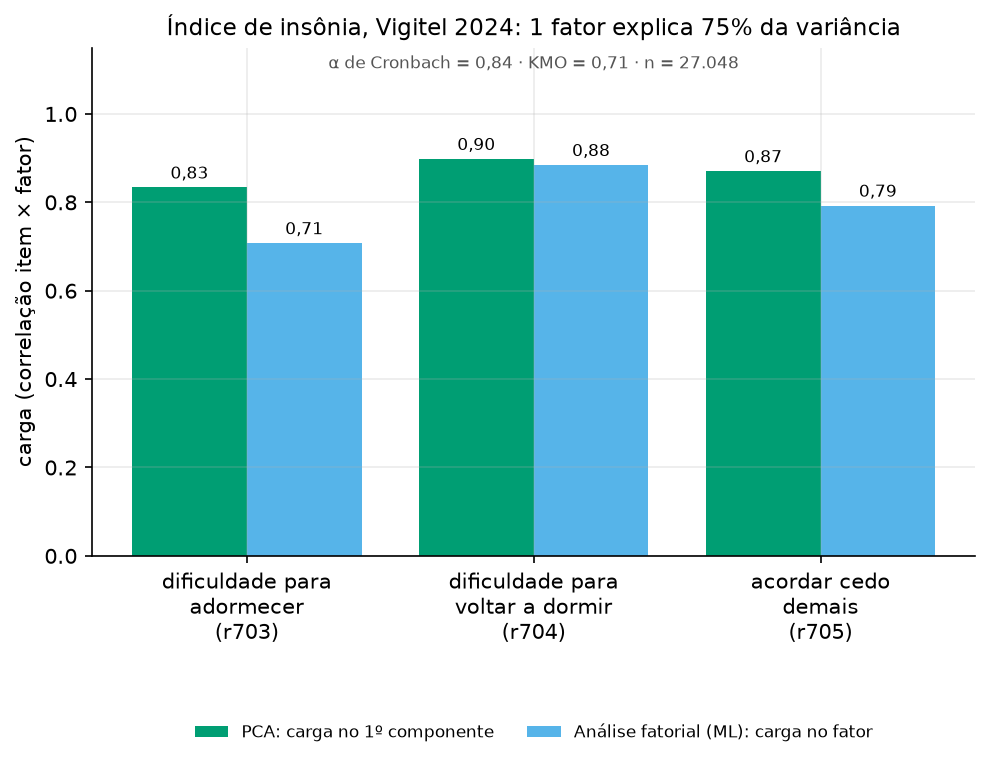 Índice de insônia, Vigitel 2024: 1 fator explica 75% da variância
α de Cronbach = 0,84 · KMO = 0,71 · n = 27.048
carga (correlação item × fator)
1.0
0.8
0.6
0.4
0.2
0.0
0,83
0,71
0,90
0,88
0,87
0,79
dificuldade para
adormecer
(r703)
dificuldade para
voltar a dormir
(r704)
acordar cedo
demais
(r705)
PCA: carga no 1º componente
Análise fatorial (ML): carga no fator